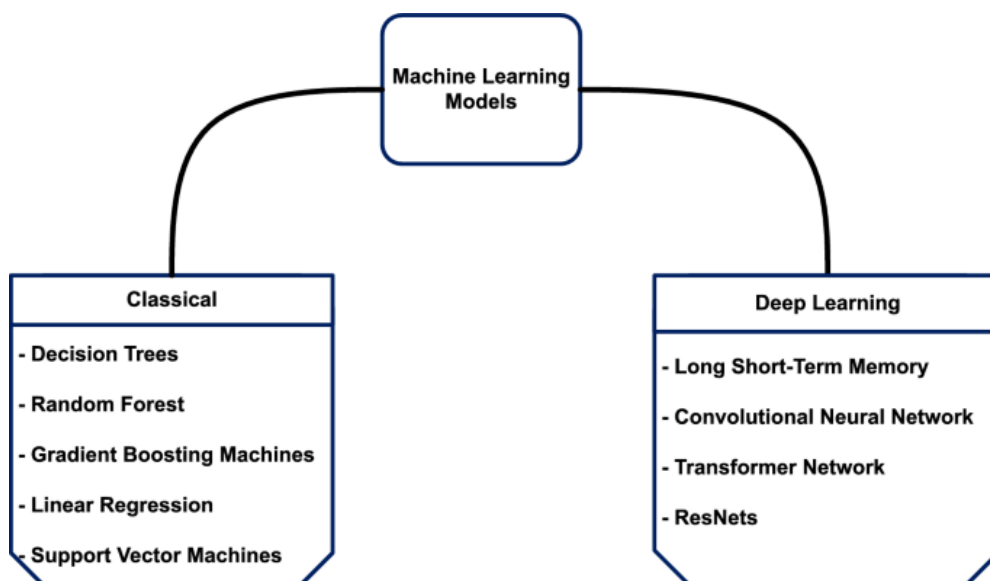 Machine Learning
Models
Classical
- Decision Trees
- Random Forest
- Gradient Boosting Machines
- Linear Regression
- Support Vector Machines
Deep Learning
- Long Short-Term Memory
- Convolutional Neural Network
- Transformer Network
- ResNets